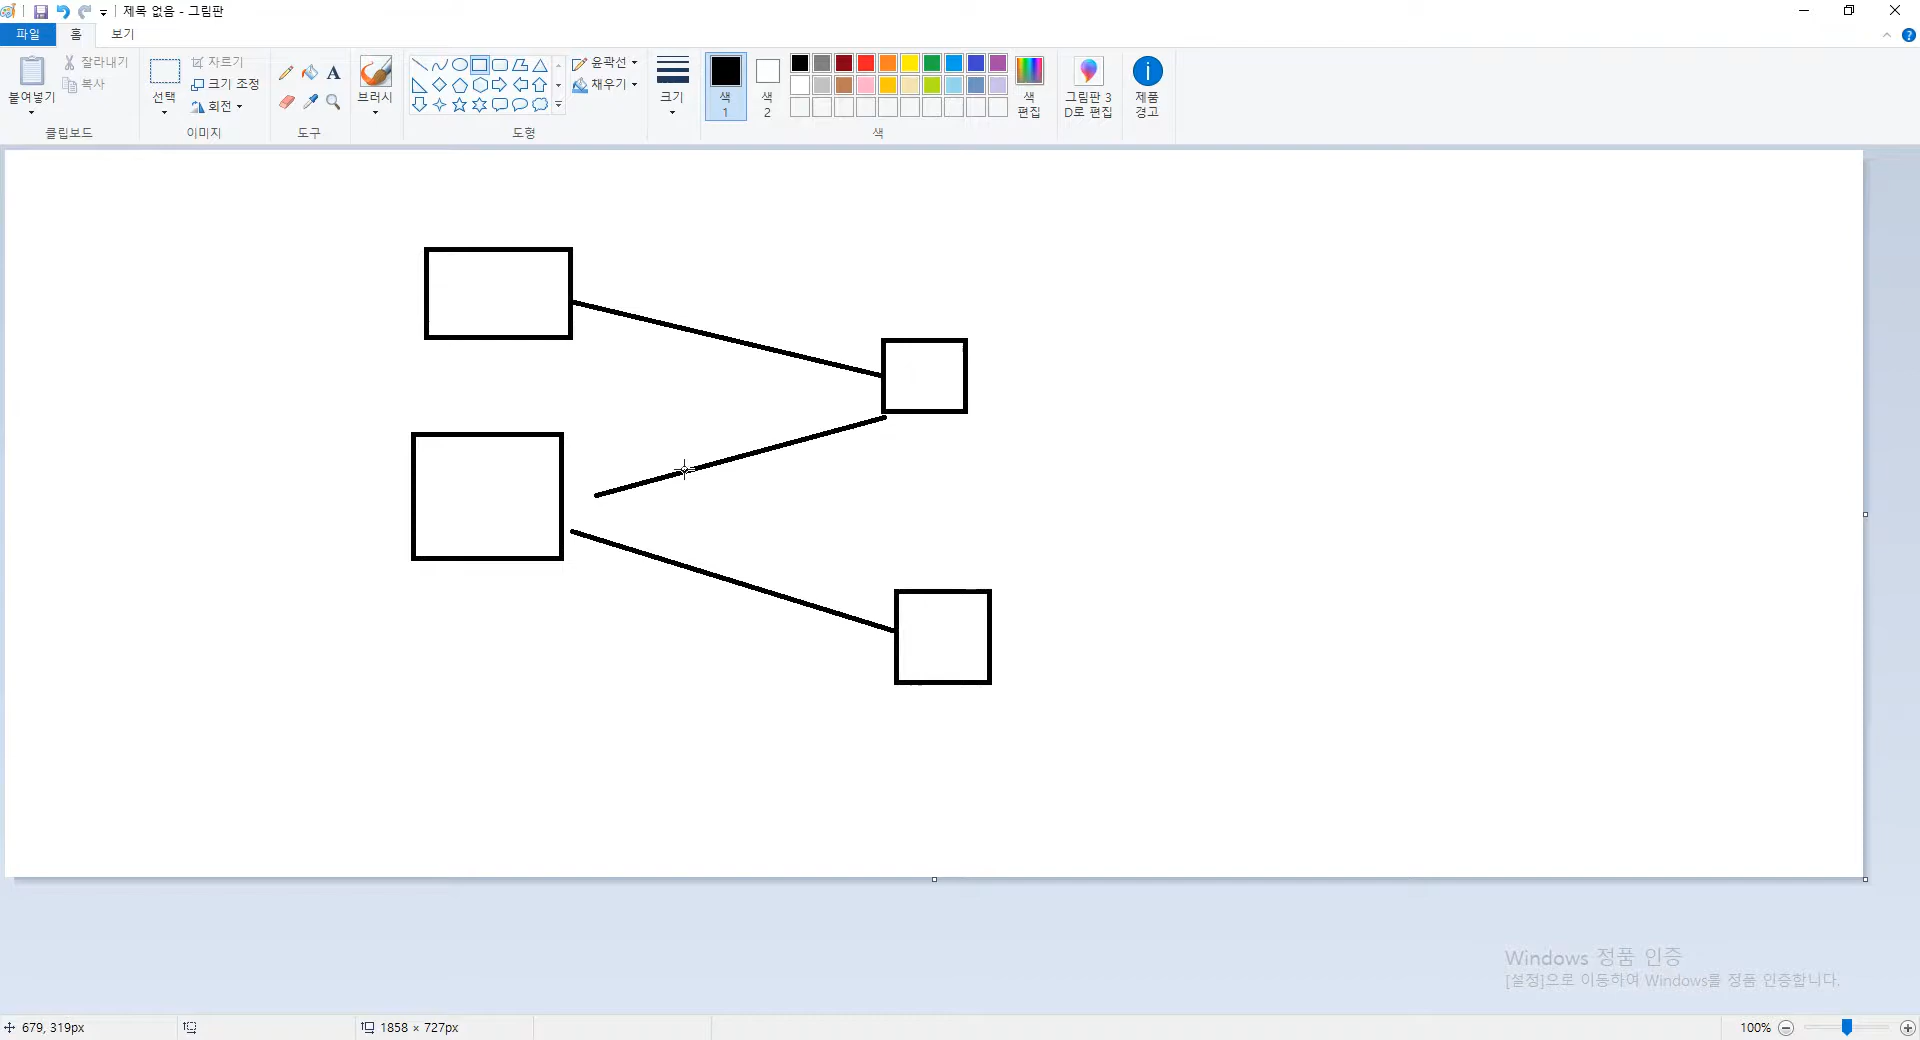 제목 없음 - 그림판
파일
홈
보기
붙여넣기
잘라내기
복사
클립보드
선택
자르기
크기 조정
회전
이미지
A
도구
브러시
윤곽선
채우기
도형
크기
색
1
색
2
색
편집
색
그림판 3
D로 편집
제품
경고
Windows 정품 인증
[설정]으로 이동하여 Windows를 정품 인증합니다.
679, 319px
1858 × 727px
100%